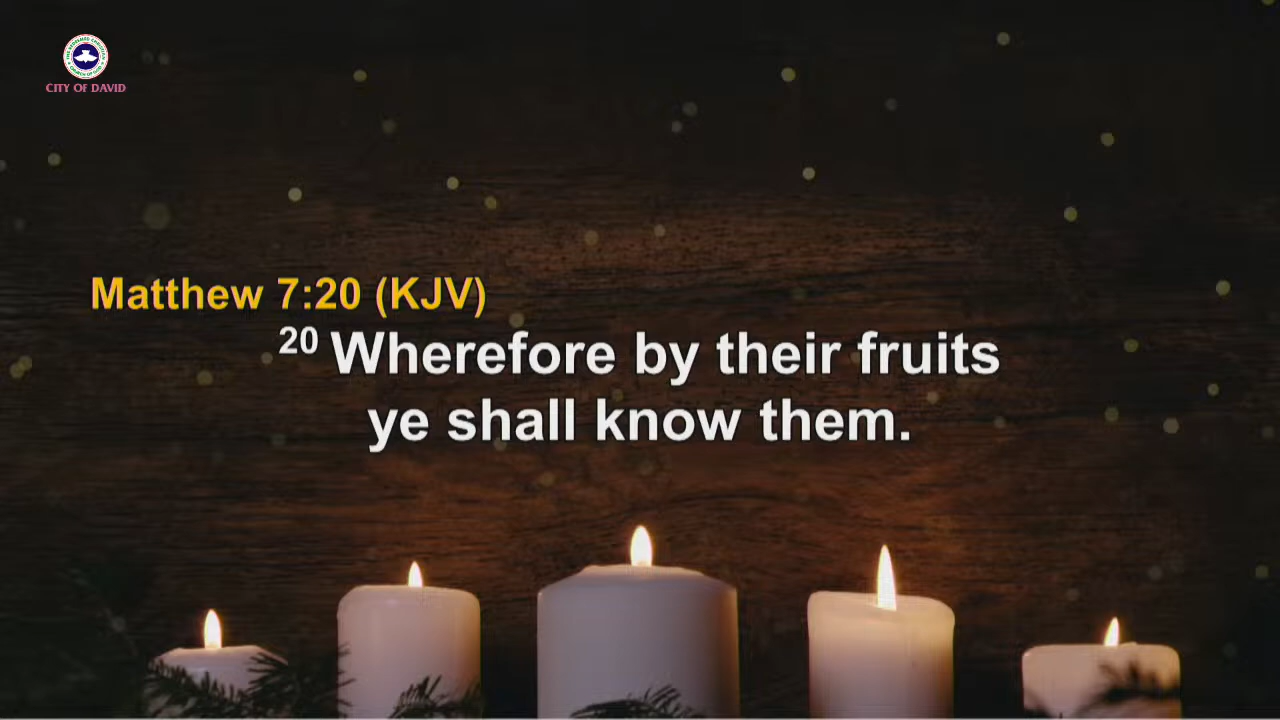 CITY OF DAVID
Matthew 7:20 (KJV)
20 Wherefore by their fruits
ye shall know them.